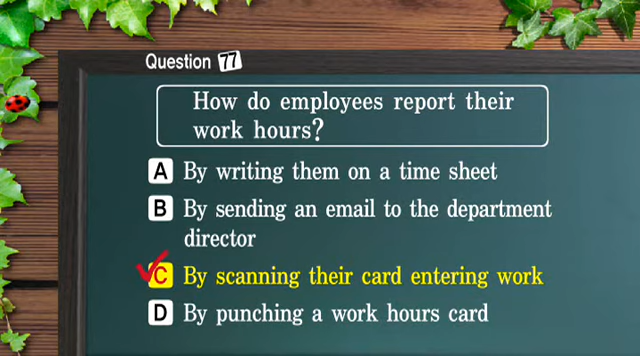 Question 77
How do employees report their
work hours?
A By writing them on a time sheet
B By sending an email to the department
director
C By scanning their card entering work
D By punching a work hours card